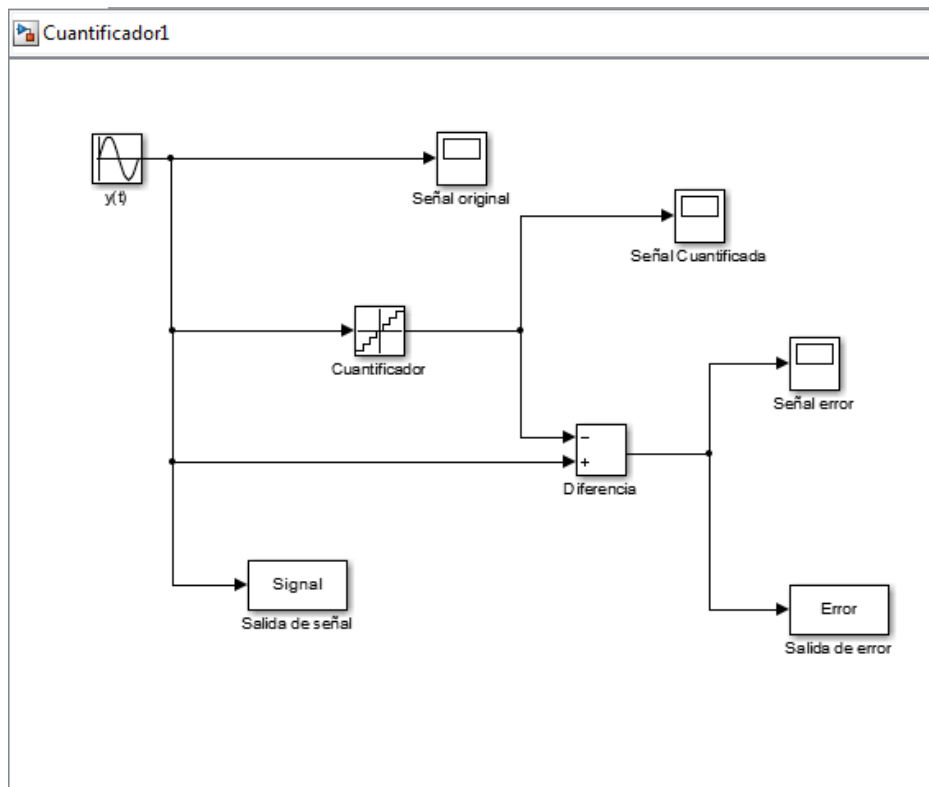 Cuantificador1
y(t)
Señal original
Señal Cuantificada
Cuantificador
Señal error
−
+
Diferencia
Signal
Salida de señal
Error
Salida de error